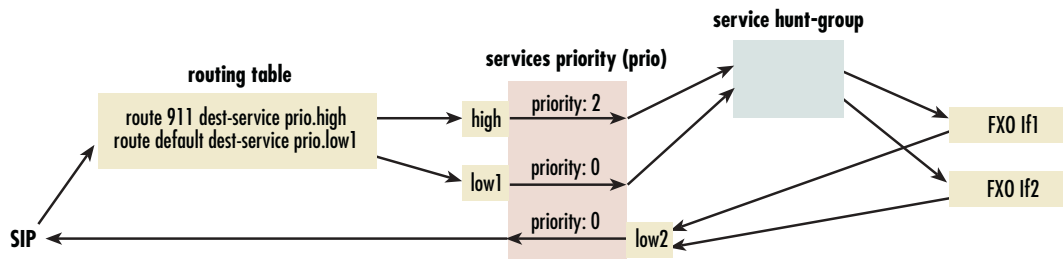 service hunt-group
services priority (prio)
routing table
route 911 dest-service prio.high
route default dest-service prio.low1
high
priority: 2
FXO If1
low1
priority: 0
FXO If2
priority: 0
SIP
low2